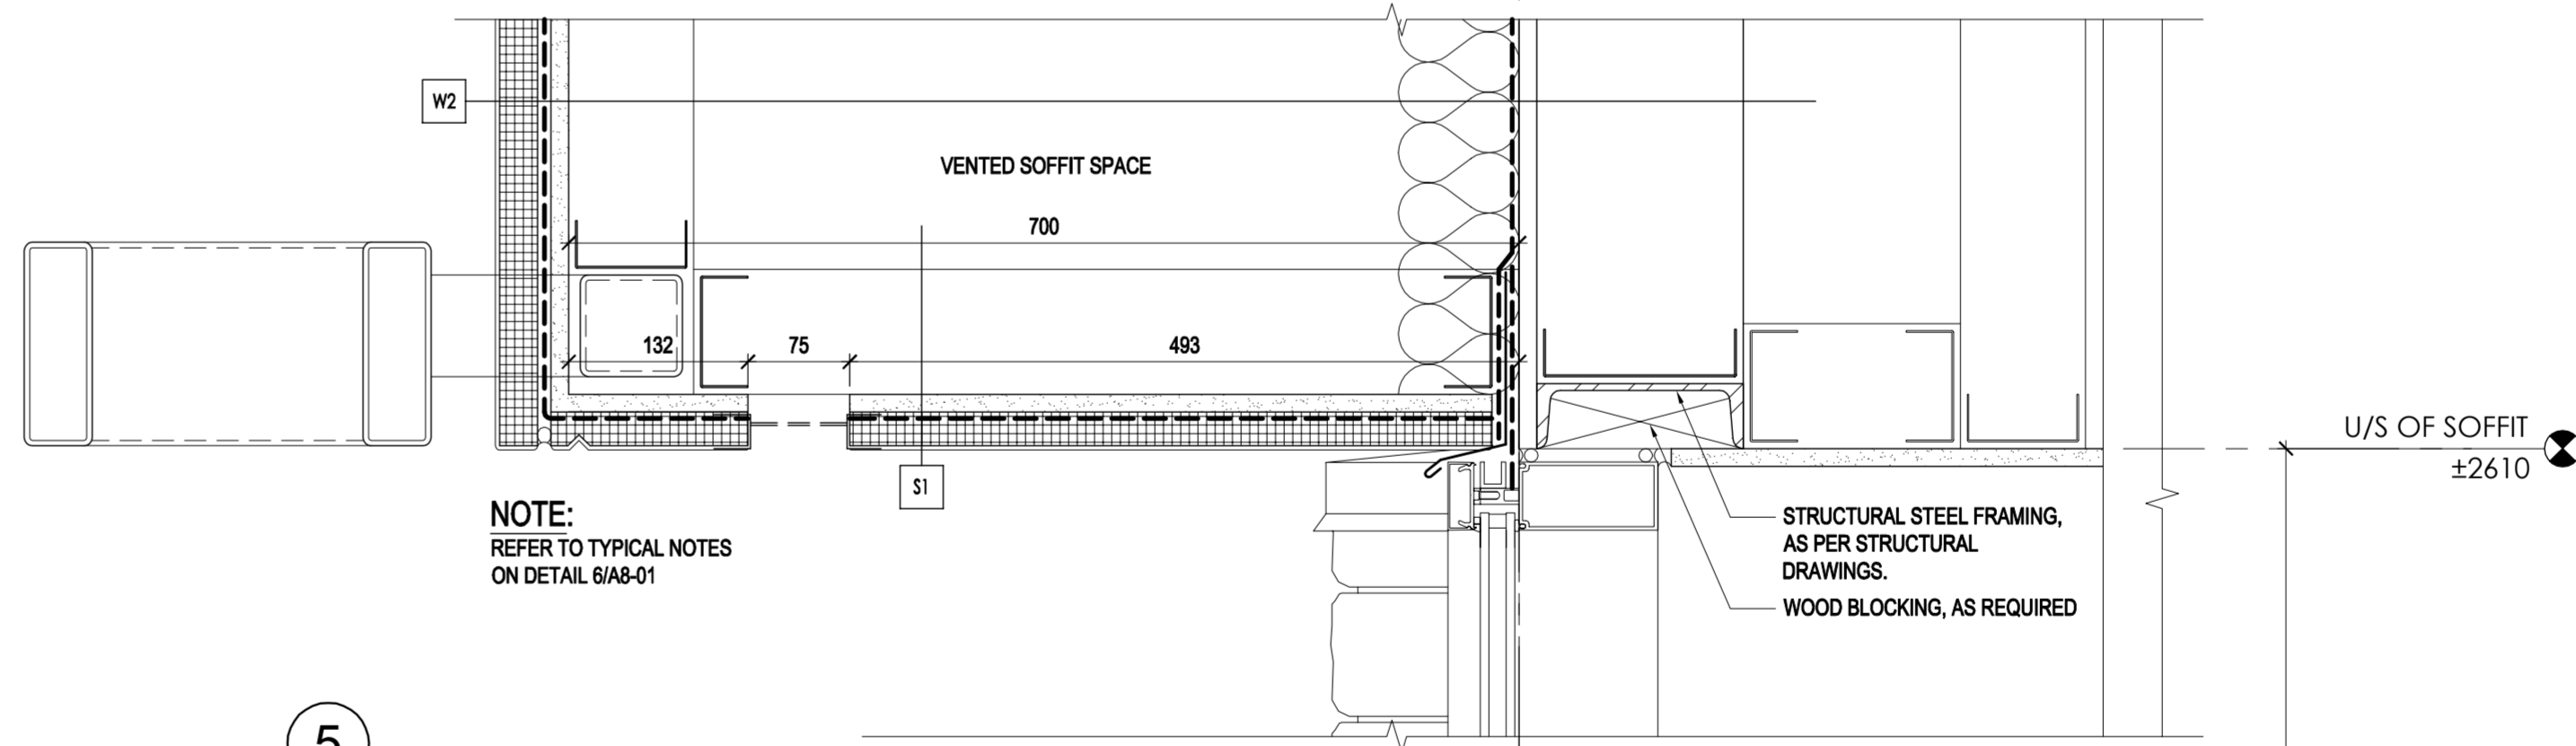 W2
VENTED SOFFIT SPACE
700
132
75
493
S1
U/S OF SOFFIT
±2610
NOTE:
REFER TO TYPICAL NOTES
ON DETAIL 6/A8-01
STRUCTURAL STEEL FRAMING,
AS PER STRUCTURAL
DRAWINGS.
WOOD BLOCKING, AS REQUIRED
5